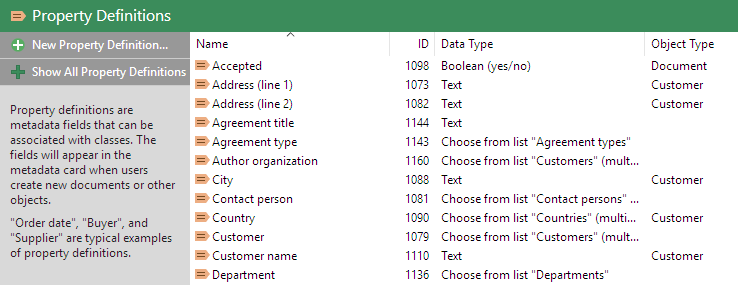 Property Definitions
New Property Definition...
Show All Property Definitions
Property definitions are
metadata fields that can be
associated with classes. The
fields will appear in the
metadata card when users
create new documents or other
objects.
"Order date", "Buyer", and
"Supplier" are typical examples
of property definitions.
Name ID Data Type Object Type
Accepted 1098 Boolean (yes/no) Document
Address (line 1) 1073 Text Customer
Address (line 2) 1082 Text Customer
Agreement title 1144 Text
Agreement type 1143 Choose from list "Agreement types"
Author organization 1160 Choose from list "Customers" (mult...
City 1088 Text Customer
Contact person 1081 Choose from list "Contact persons" ...
Country 1090 Choose from list "Countries" (multi... Customer
Customer 1079 Choose from list "Customers" (mult...
Customer name 1110 Text Customer
Department 1136 Choose from list "Departments"